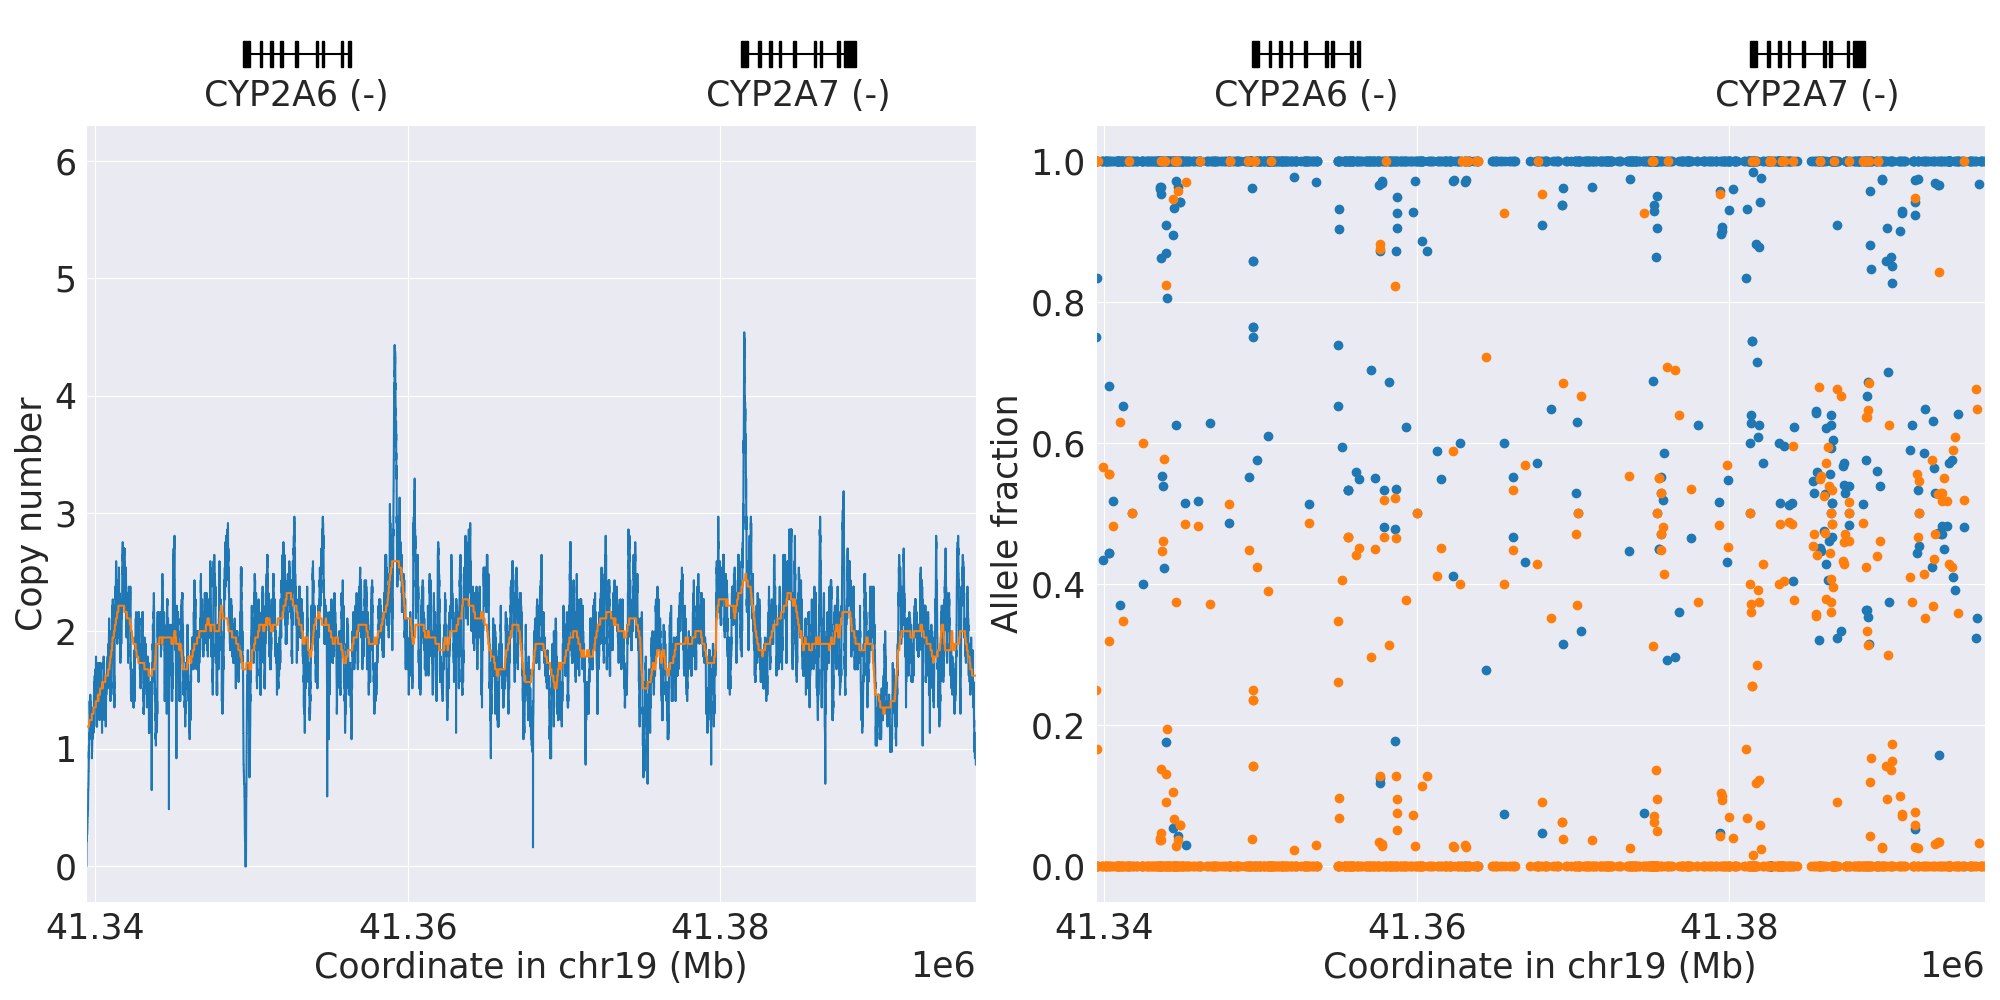 CYP2A6 (-)
CYP2A7 (-)
6
5
4
3
2
1
0
Copy number
41.34
41.36
41.38
Coordinate in chr19 (Mb)
1e6
CYP2A6 (-)
CYP2A7 (-)
1.0
0.8
0.6
0.4
0.2
0.0
Allele fraction
41.34
41.36
41.38
Coordinate in chr19 (Mb)
1e6